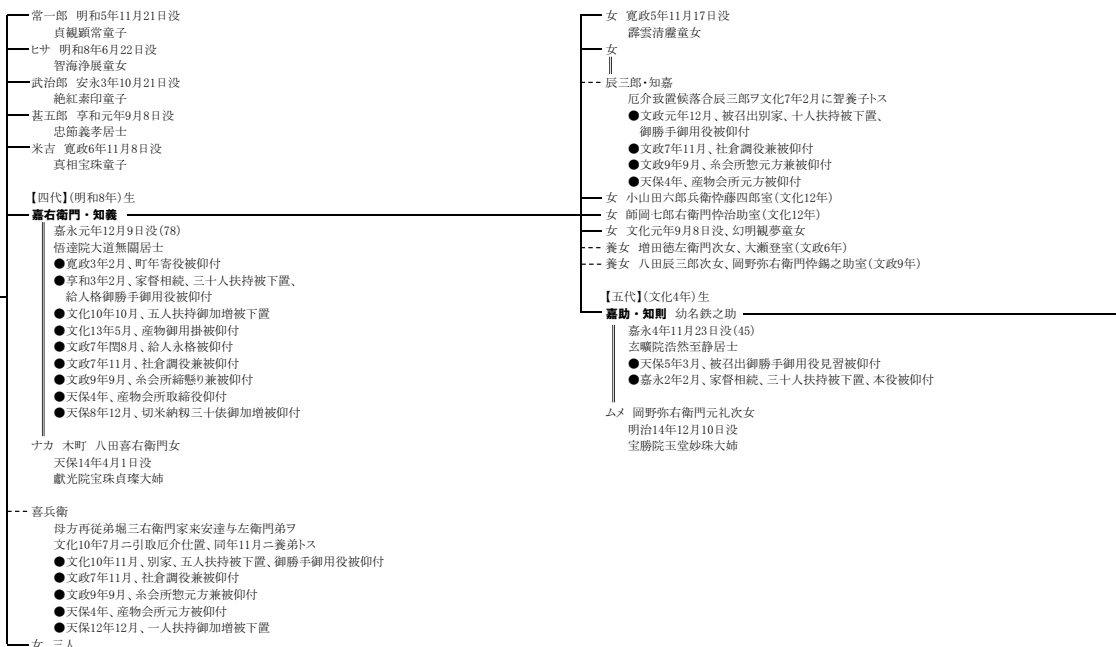 常一郎 明和5年11月21日没
貞観顕常童子
ヒサ 明和8年6月22日没
智海浄展童女
武治郎 安永3年10月21日没
絶紅素印童子
甚五郎 享和元年9月8日没
忠節義孝居士
米吉 寛政6年11月8日没
真相宝珠童子
【四代】(明和8年)生
嘉右衛門・知義
嘉永元年12月9日没(78)
悟達院大道無關居士
●寛政3年2月、町年寄役被仰付
●享和3年2月、家督相続、三十人扶持被下置、
給人格御勝手御用役被仰付
●文化10年10月、五人扶持御加増被下置
●文化13年5月、産物御用掛被仰付
●文政7年閏8月、給人永格被仰付
●文政7年11月、社倉調役兼被仰付
●文政9年9月、糸会所締懸り兼被仰付
●天保4年、産物会所取締役仰付
●天保8年12月、切米納籾三十俵御加増被仰付
ナカ 木町 八田喜右衛門女
天保14年4月1日没
獻光院宝珠貞璨大姉
喜兵衛
母方再従弟堀三右衛門家来安達与左衛門弟ヲ
文化10年7月ニ引取厄介仕置、同年11月ニ養弟トス
●文化10年11月、別家、五人扶持被下置、御勝手御用役被仰付
●文政7年11月、社倉調役兼被仰付
●文政9年9月、糸会所惣元方兼被仰付
●天保4年、産物会所元方被仰付
●天保12年12月、一人扶持御加増被下置
女 三人
女 寛政5年11月17日没
霹雲清靈童女
女
辰三郎・知嘉
厄介致置候落合辰三郎ヲ文化7年2月に聟養子トス
●文政元年12月、被召出別家、十人扶持被下置、
御勝手御用役被仰付
●文政7年11月、社倉調役兼被仰付
●文政9年9月、糸会所惣元方兼被仰付
●天保4年、産物会所元方被仰付
女 小山田六郎兵衛忰藤四郎室(文化12年)
女 師岡七郎右衛門忰治助室(文化12年)
女 文化元年9月8日没、幻明観夢童女
養女 増田徳左衛門次女、大瀬登室(文政6年)
養女 八田辰三郎次女、岡野弥右衛門忰錫之助室(文政9年)
【五代】(文化4年)生
嘉助・知則 幼名鉄之助
嘉永4年11月23日没(45)
玄曠院浩然至静居士
●天保5年3月、被召出御勝手御用役見習被仰付
●嘉永2年2月、家督相続、三十人扶持被下置、本役被仰付
ムメ 岡野弥右衛門元礼次女
明治14年12月10日没
宝勝院玉堂妙珠大姉